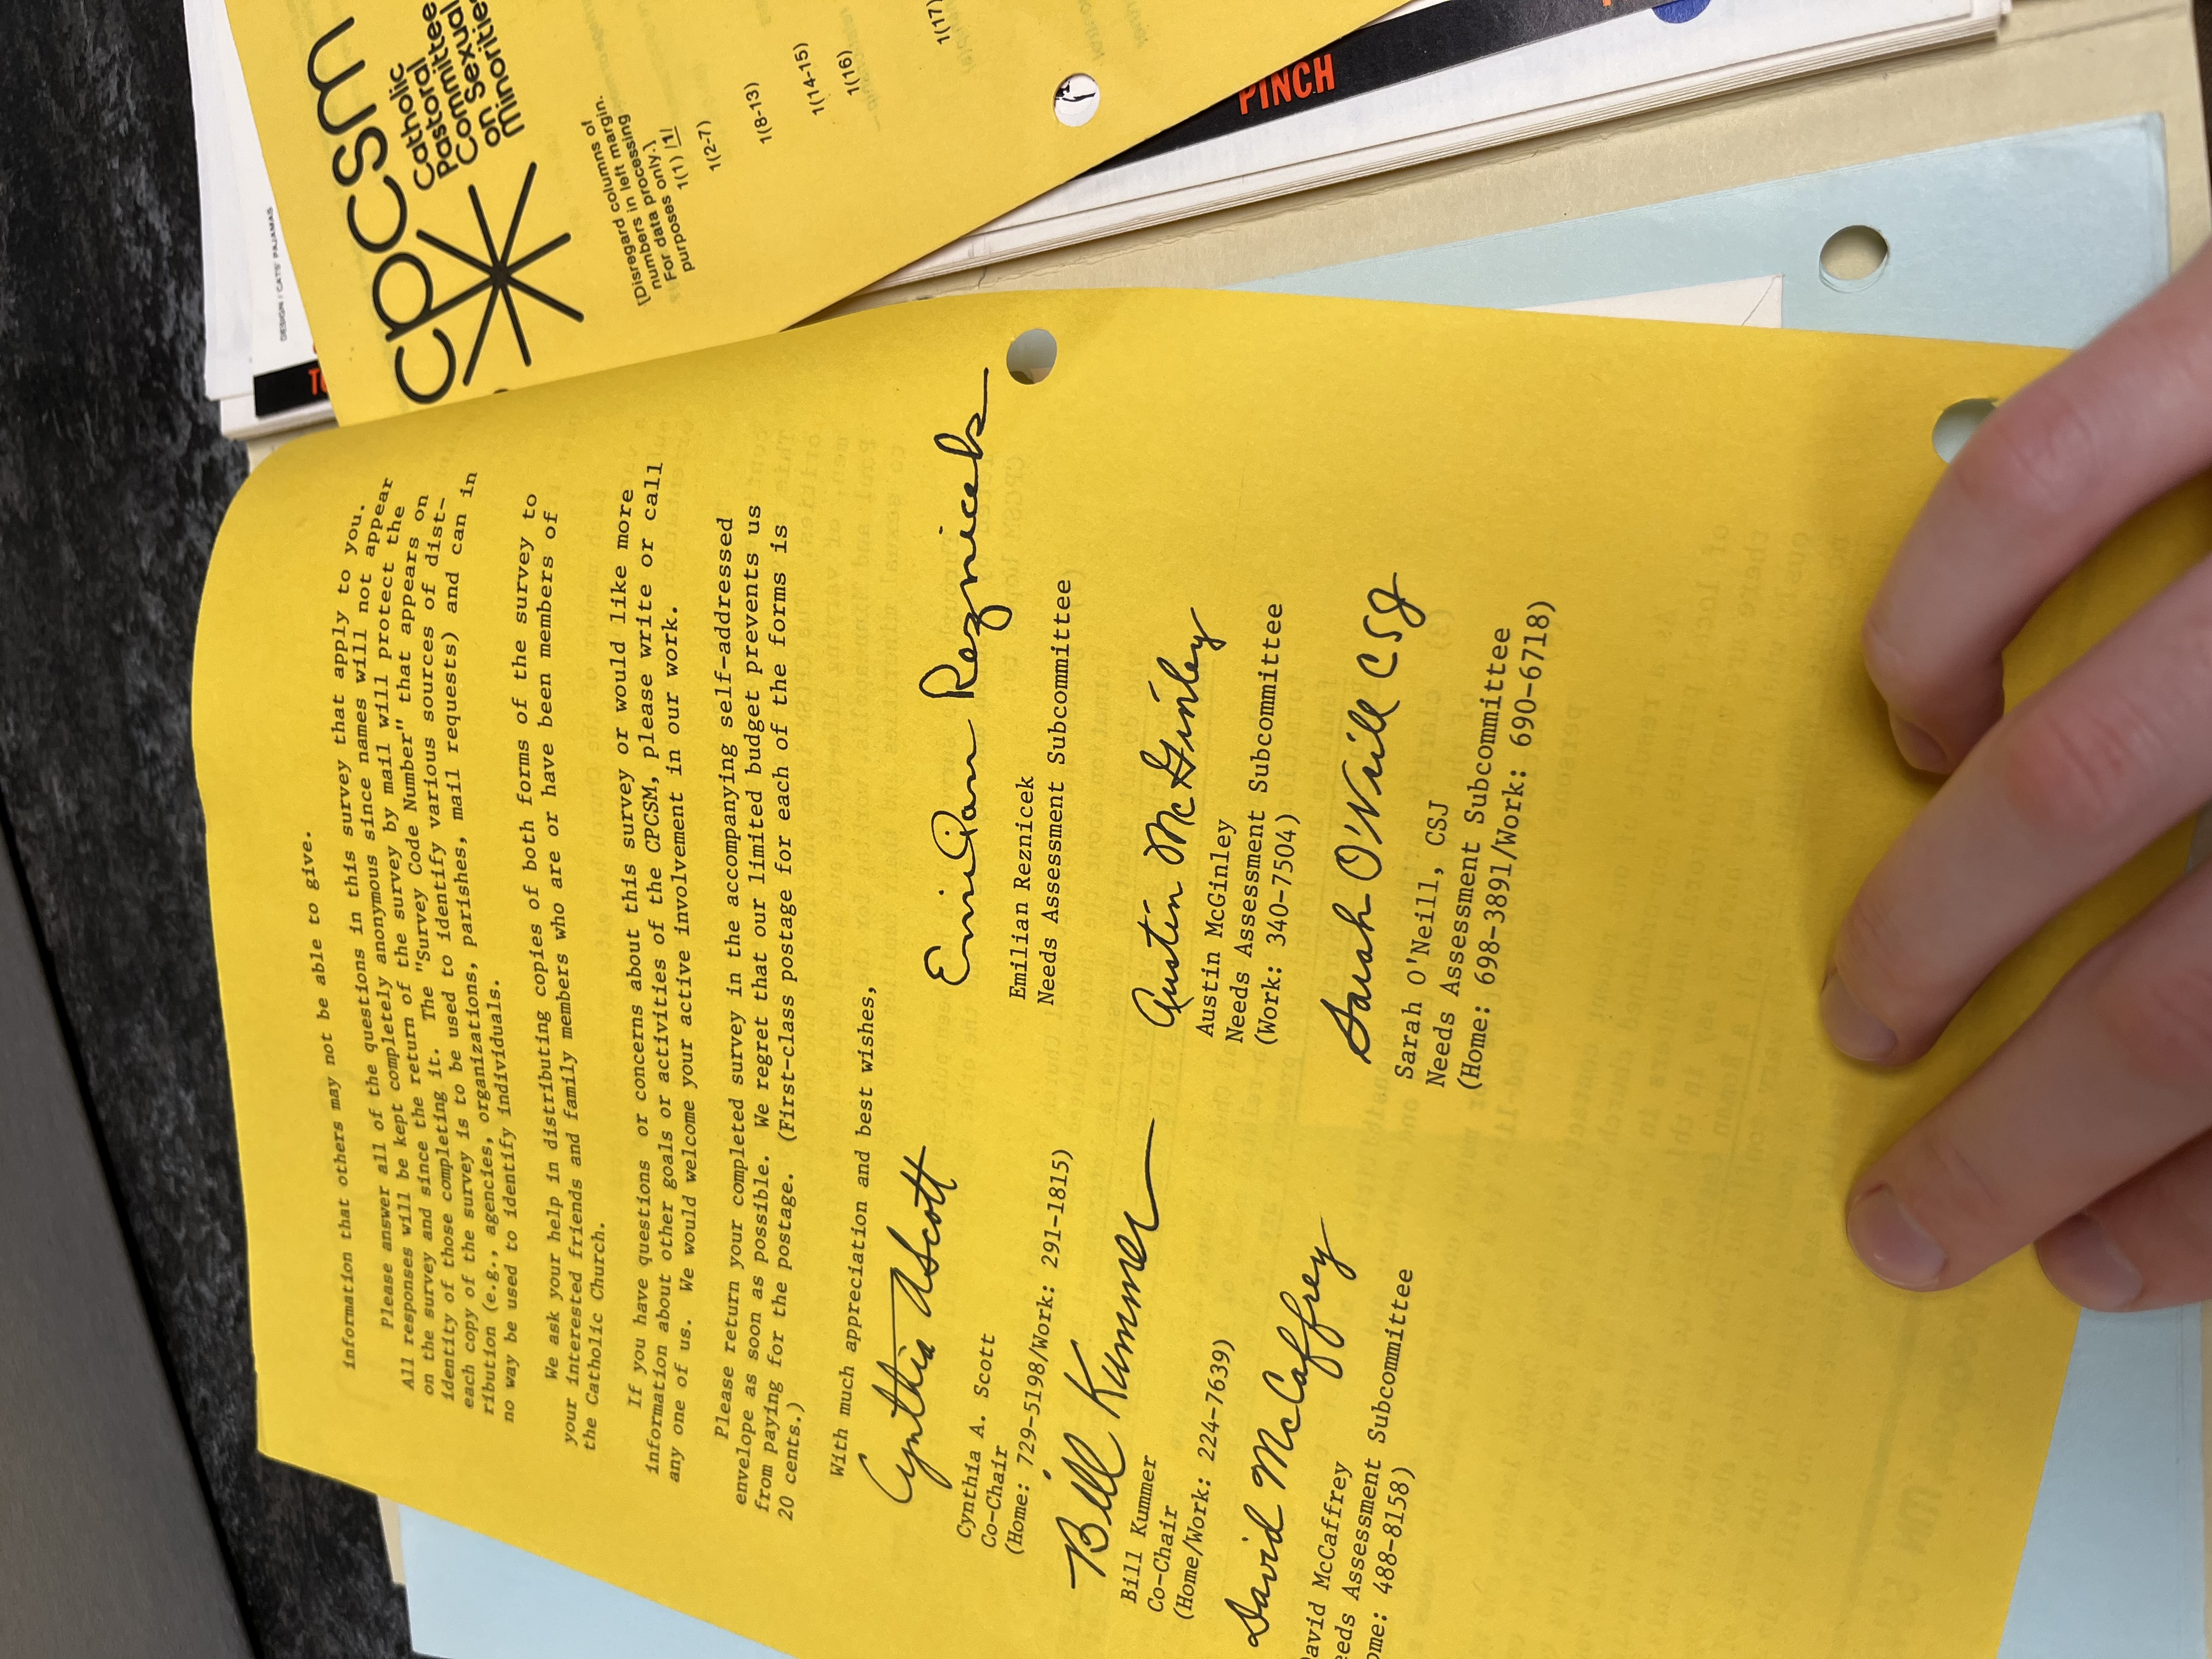 information that others may not be able to give.
Please answer all of the questions in this survey that apply to you.
All responses will be kept completely anonymous since names will not appear
on the survey and since the return of the survey by mail will protect the
identity of those completing it. The "Survey Code Number" that appears on
each copy of the survey is to be used to identify various sources of dist-
ribution (e.g., agencies, organizations, parishes, mail requests) and can in
no way be used to identify individuals.
We ask your help in distributing copies of both forms of the survey to
your interested friends and family members who are or have been members of
the Catholic Church.
If you have questions or concerns about this survey or would like more
information about other goals or activities of the CPCSM, please write or call
any one of us. We would welcome your active involvement in our work.
Please return your completed survey in the accompanying self-addressed
envelope as soon as possible. We regret that our limited budget prevents us
from paying for the postage. (First-class postage for each of the forms is
20 cents.)
With much appreciation and best wishes,
Cynthia A Scott
Cynthia A. Scott
Co-Chair
(Home: 729-5198/Work: 291-1815)
Bill Kummer
Bill Kummer
Co-Chair
(Home/Work: 224-7639)
David McCaffrey
avid McCaffrey
eeds Assessment Subcommittee
ome: 488-8158)
Emilian Reznicek
Emilian Reznicek
Needs Assessment Subcommittee
Austin McGinley
Austin McGinley
Needs Assessment Subcommittee
(Work: 340-7504)
Sarah O'Neill CSJ
Sarah O'Neill, CSJ
Needs Assessment Subcommittee
(Home: 698-3891/Work: 690-6718)
DESIGN / CATS' PAJAMAS
cpcsm
Catholic
Pastoral
Committee
on Sexual
Minorities
[Disregard columns of
numbers in left margin.
For data processing
purposes only.]
1(1) /1/
1(2-7)
1(8-13)
1(14-15)
1(16)
1(17)
PINCH